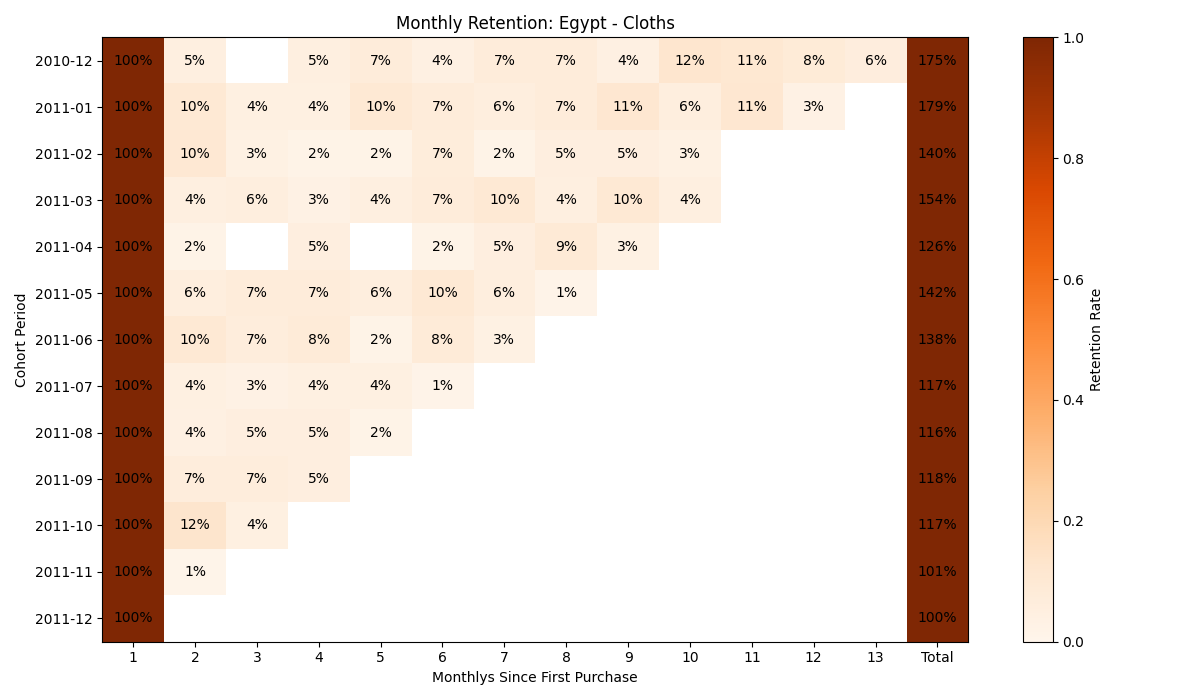 Monthly Retention: Egypt - Cloths
2010-12 100% 5% 5% 7% 4% 7% 7% 4% 12% 11% 8% 6% 175%
2011-01 100% 10% 4% 4% 10% 7% 6% 7% 11% 6% 11% 3% 179%
2011-02 100% 10% 3% 2% 2% 7% 2% 5% 5% 3% 140%
2011-03 100% 4% 6% 3% 4% 7% 10% 4% 10% 4% 154%
2011-04 100% 2% 5% 2% 5% 9% 3% 126%
2011-05 100% 6% 7% 7% 6% 10% 6% 1% 142%
2011-06 100% 10% 7% 8% 2% 8% 3% 138%
2011-07 100% 4% 3% 4% 4% 1% 117%
2011-08 100% 4% 5% 5% 2% 116%
2011-09 100% 7% 7% 5% 118%
2011-10 100% 12% 4% 117%
2011-11 100% 1% 101%
2011-12 100% 100%
1 2 3 4 5 6 7 8 9 10 11 12 13 Total
Monthlys Since First Purchase
Cohort Period
1.0
0.8
0.6
0.4
0.2
0.0
Retention Rate